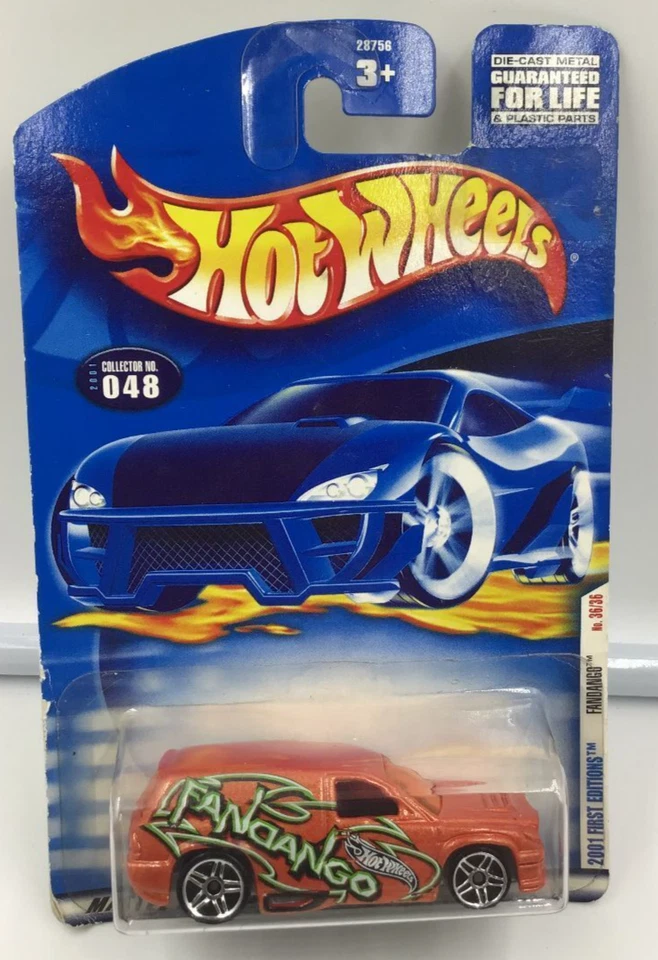 28756
3+
DIE-CAST METAL
GUARANTEED
FOR LIFE
& PLASTIC PARTS
HOT WHEELS®
2001
COLLECTOR NO.
048
No. 36/36
2001 FIRST EDITIONS™ FANDANGO™
FANDANGO
HOT WHEELS